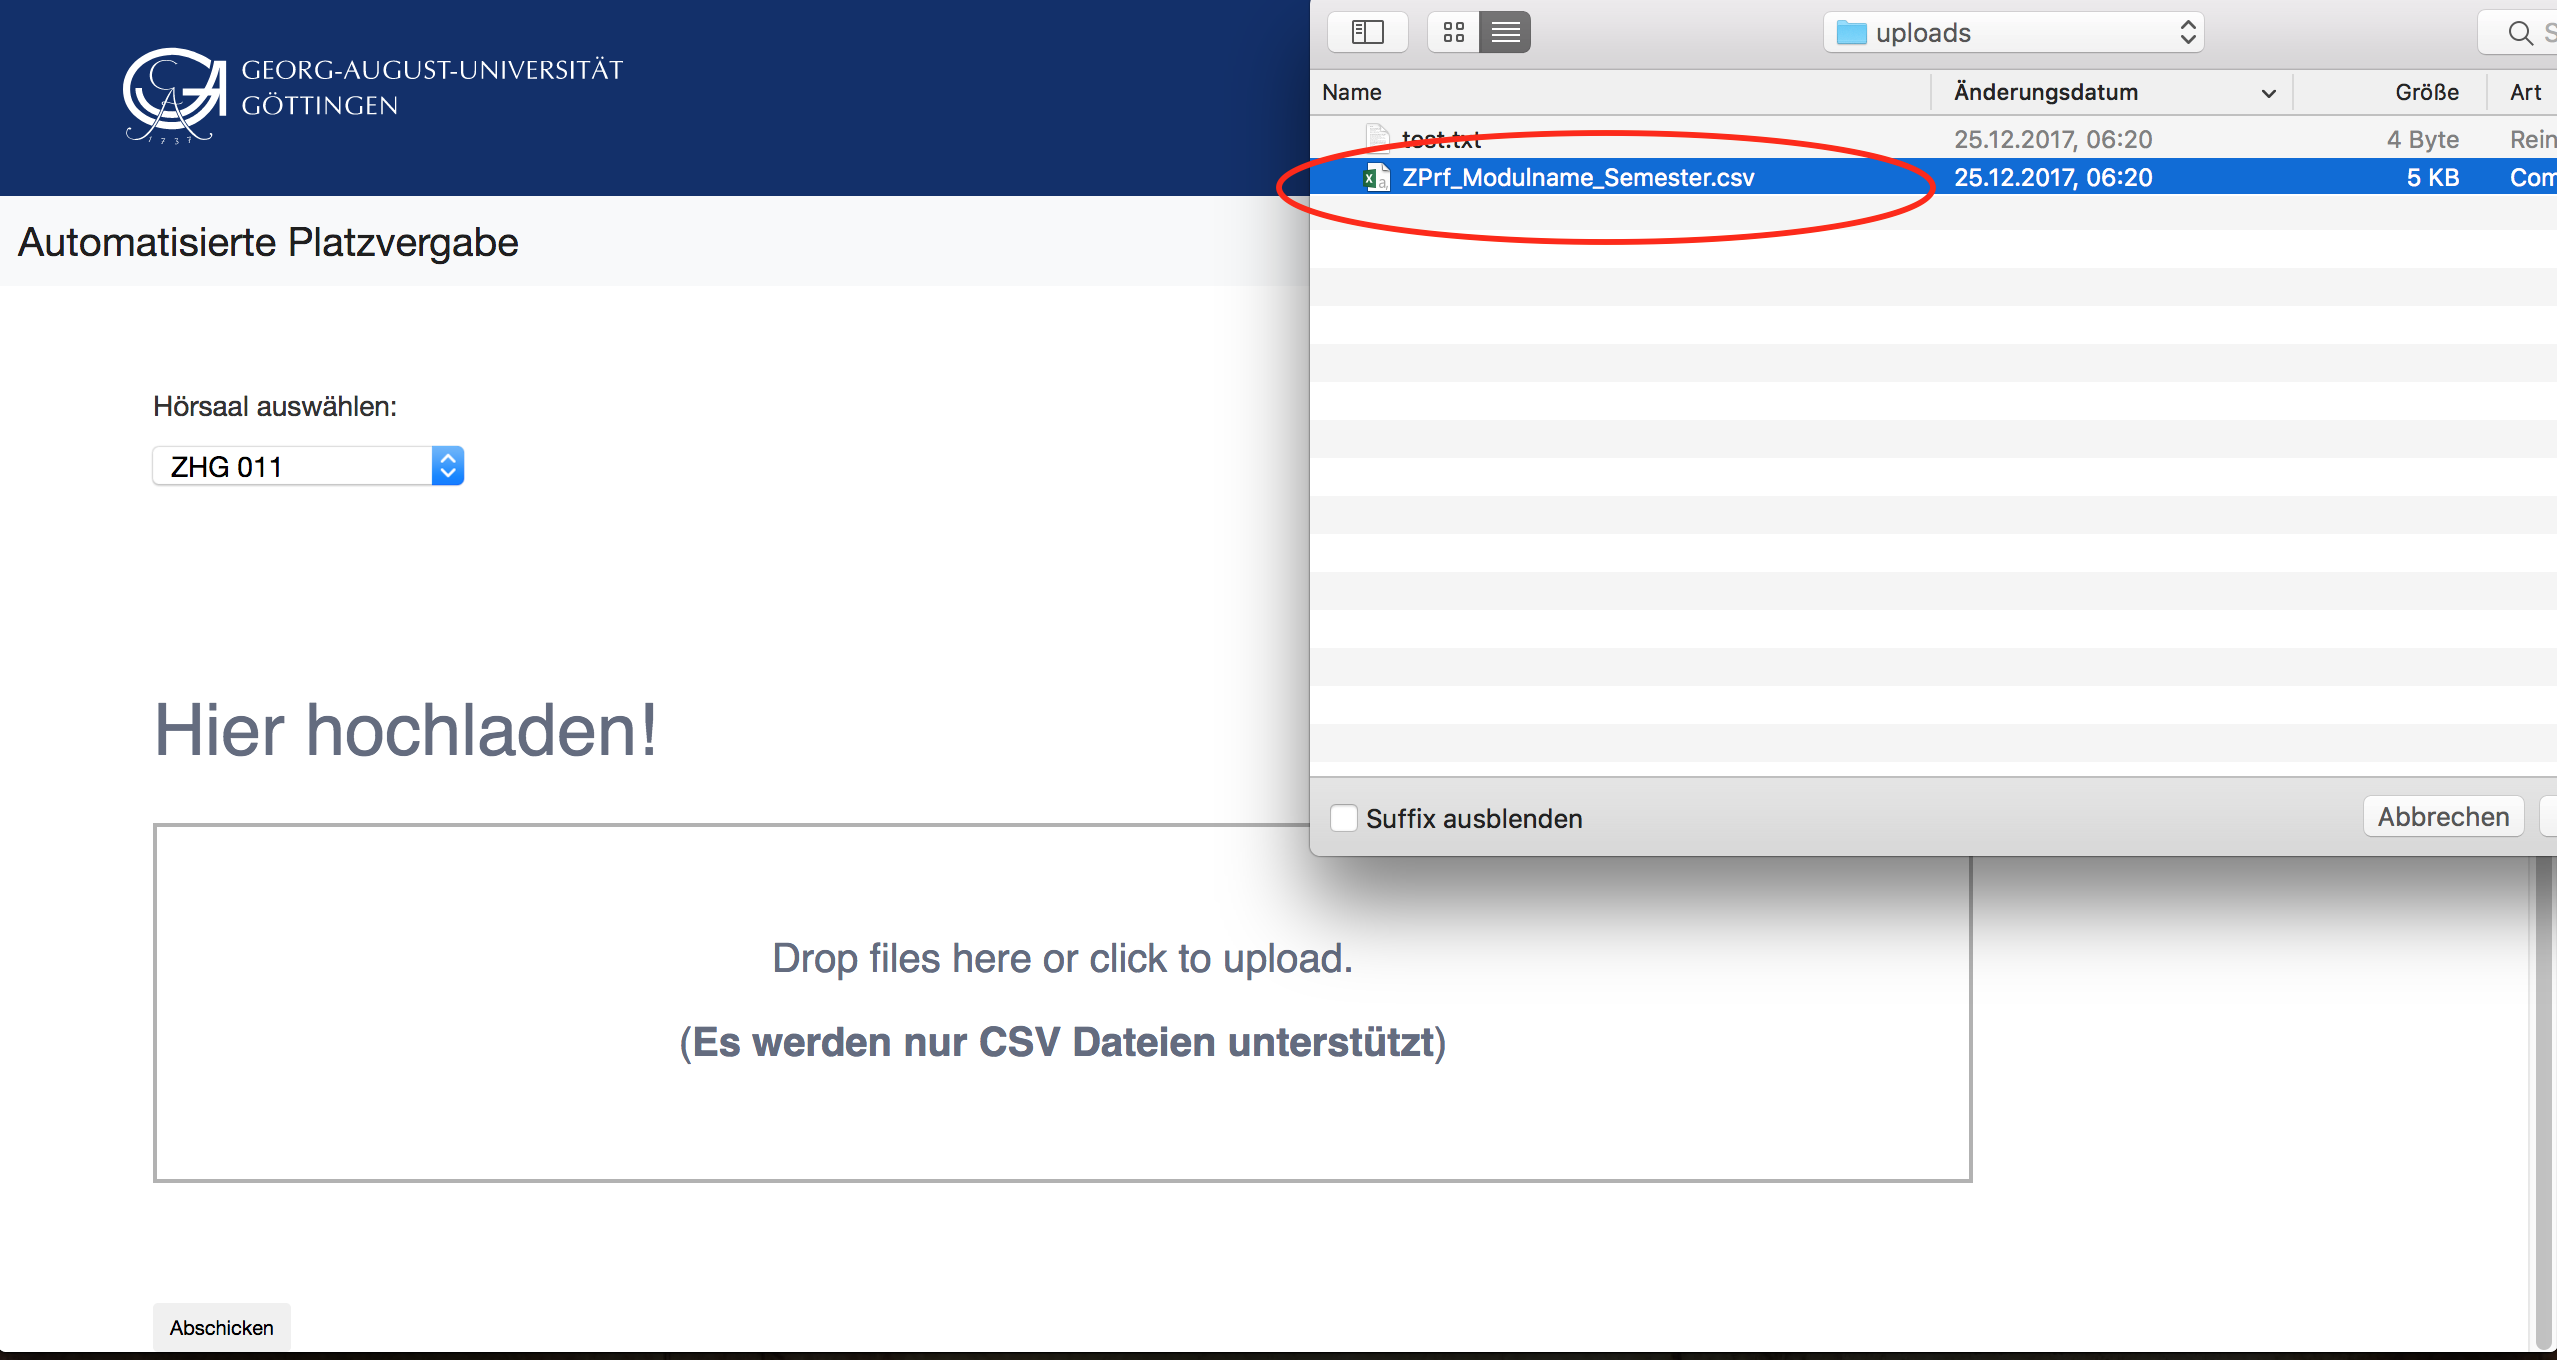 GEORG-AUGUST-UNIVERSITÄT
GÖTTINGEN
1737
Automatisierte Platzvergabe
Hörsaal auswählen:
ZHG 011
Hier hochladen!
Drop files here or click to upload.
(Es werden nur CSV Dateien unterstützt)
Abschicken
uploads
S
Name Änderungsdatum Größe Art
test.txt 25.12.2017, 06:20 4 Byte Rein
ZPrf_Modulname_Semester.csv 25.12.2017, 06:20 5 KB Com
Suffix ausblenden
Abbrechen